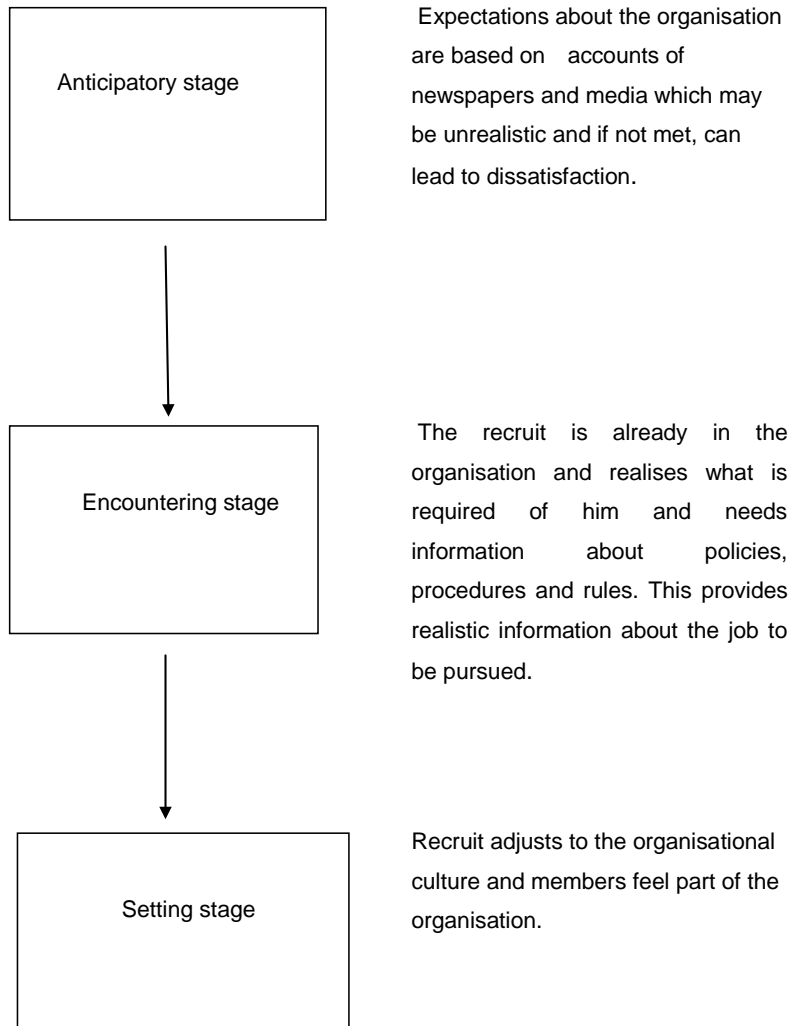 Anticipatory stage
Expectations about the organisation
are based on accounts of
newspapers and media which may
be unrealistic and if not met, can
lead to dissatisfaction.
Encountering stage
The recruit is already in the
organisation and realises what is
required of him and needs
information about policies,
procedures and rules. This provides
realistic information about the job to
be pursued.
Setting stage
Recruit adjusts to the organisational
culture and members feel part of the
organisation.